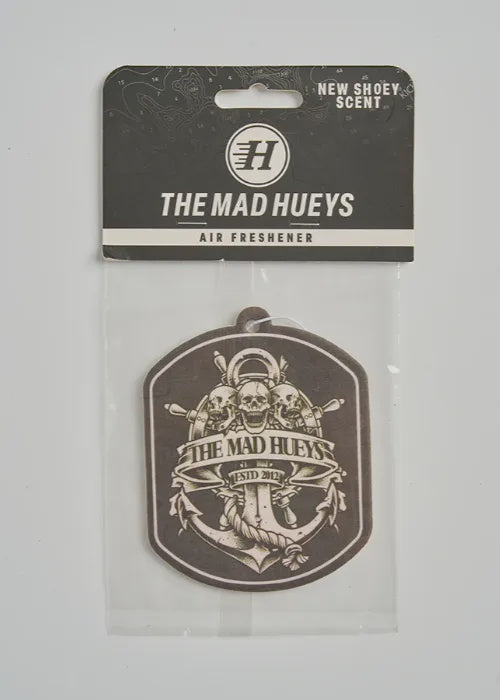 NEW SHOEY
SCENT
H
THE MAD HUEYS
AIR FRESHENER
THE MAD HUEYS
ESTD 2012